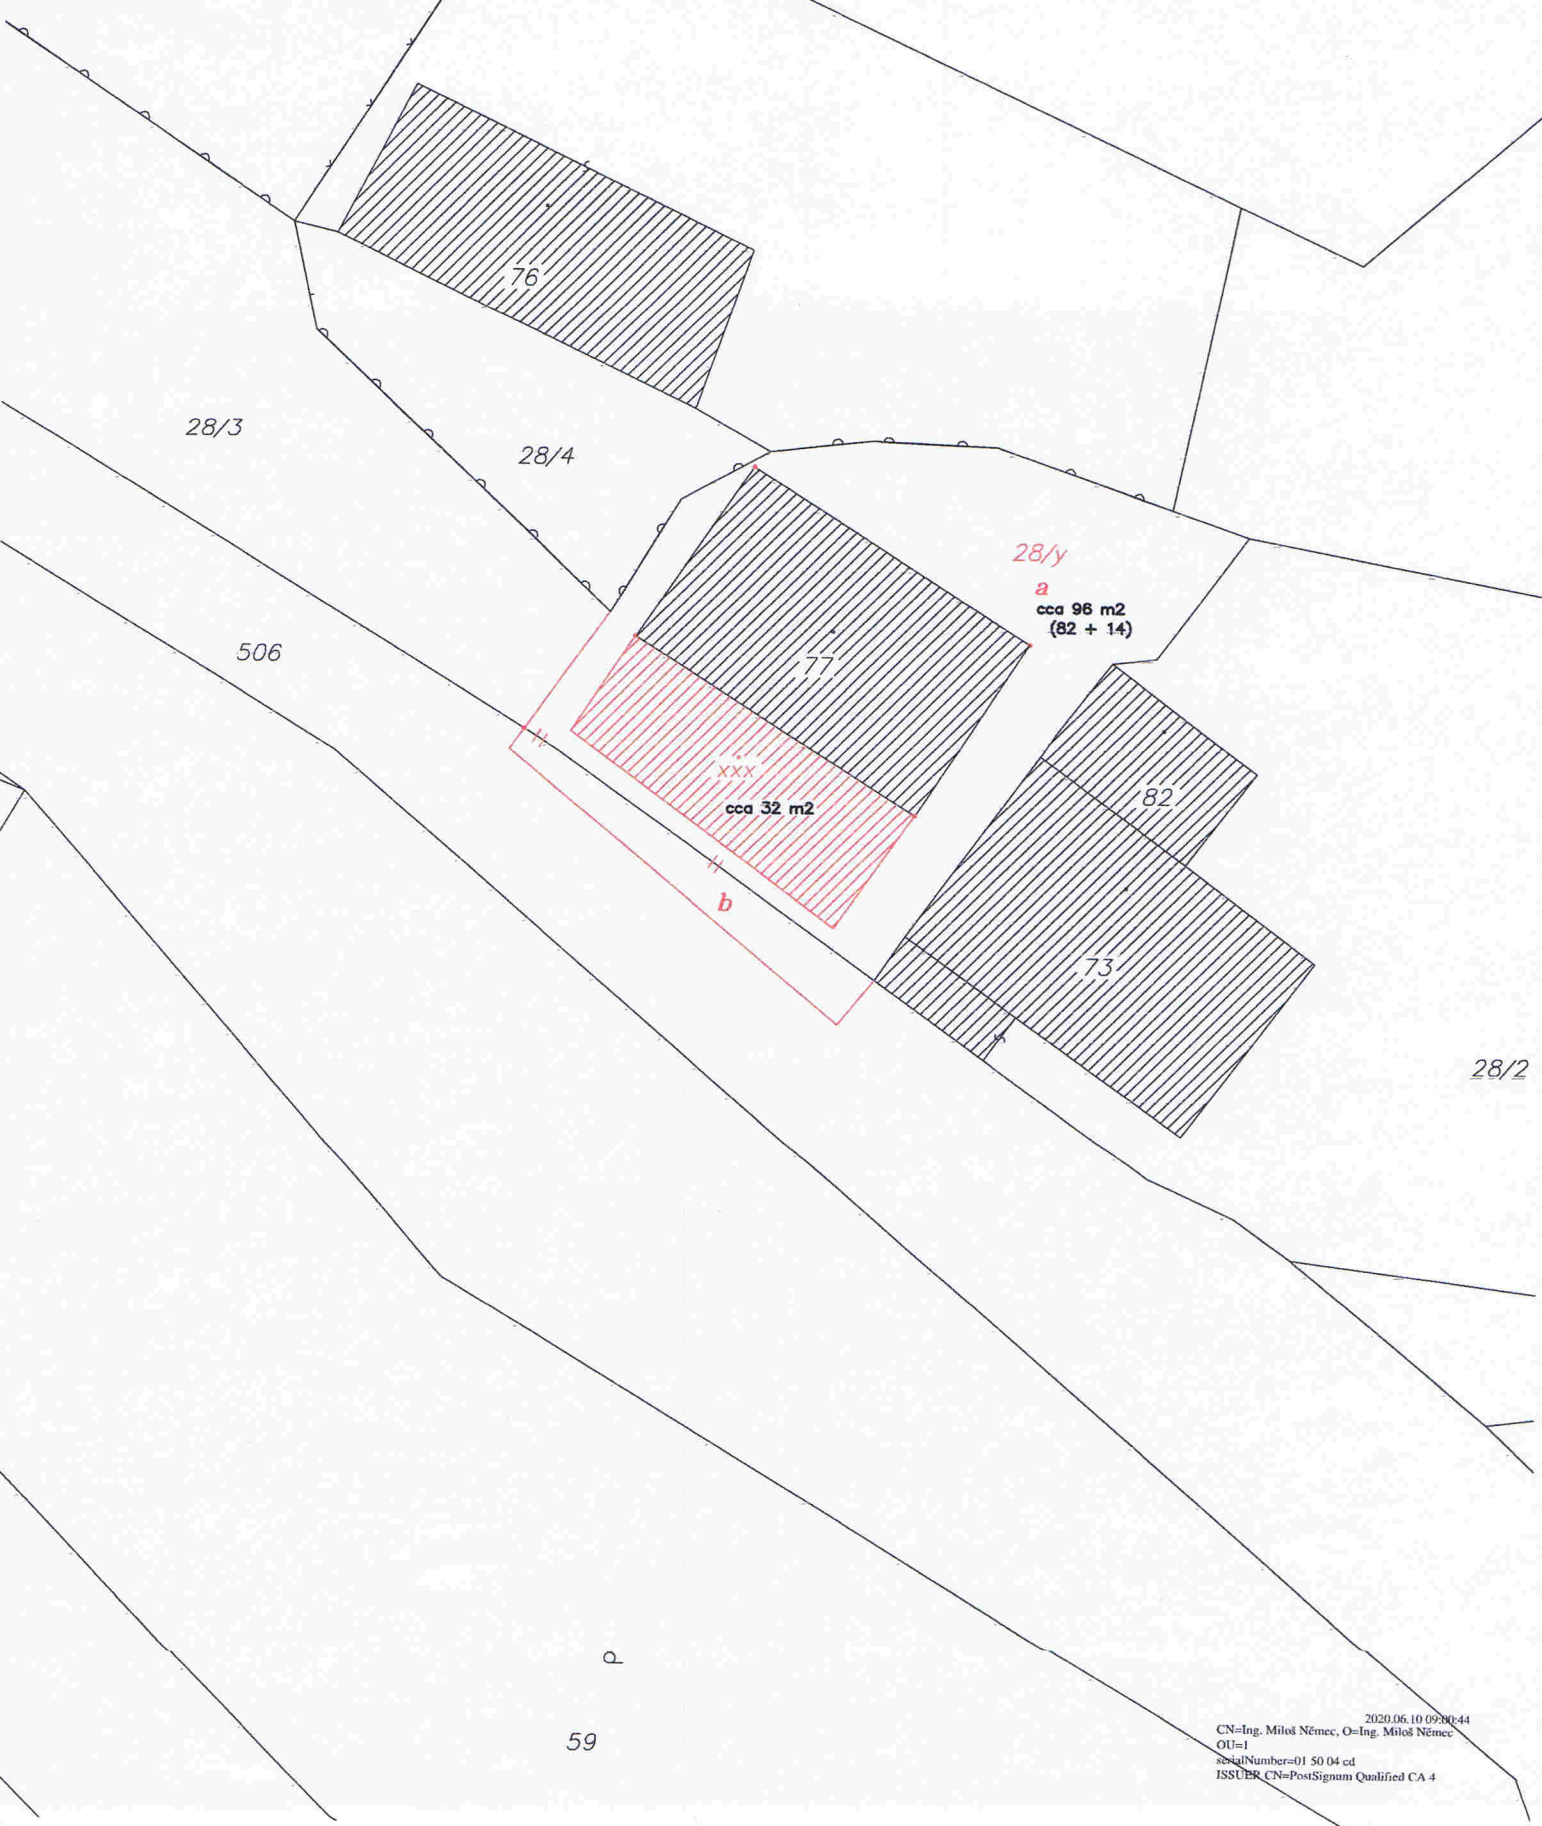 76
28/3
28/4
28/y
a
cca 96 m2
(82 + 14)
506
77
xxx
cca 32 m2
82
b
73
28/2
59
2020.06.10 09:00:44
CN=Ing. Miloš Němec, O=Ing. Miloš Němec
OU=1
serialNumber=01 50 04 cd
ISSUER CN=PostSignum Qualified CA 4